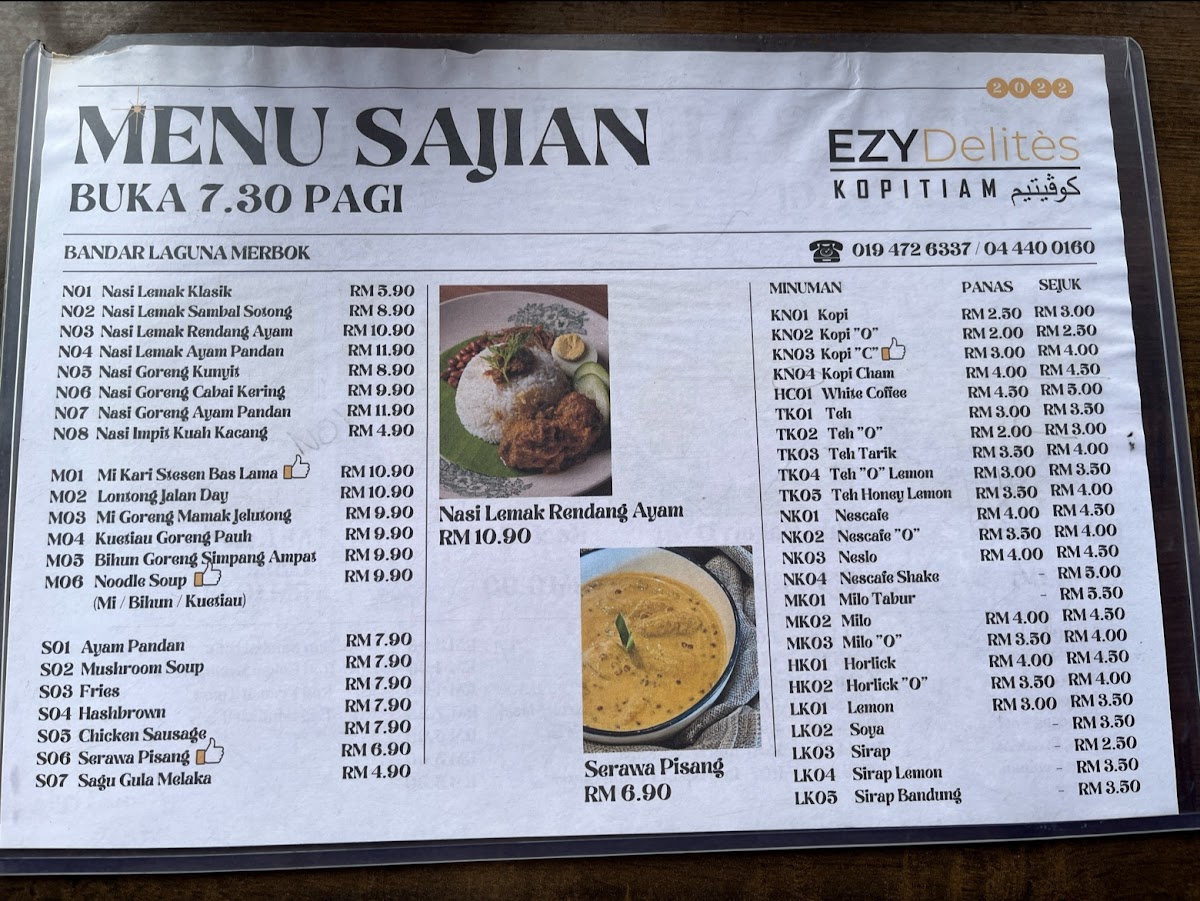 2022
MENU SAJIAN
BUKA 7.30 PAGI
EZYDelitès
KOPITIAM كوڤيتيم
BANDAR LAGUNA MERBOK
019 472 6337 / 04 440 0160
N01 Nasi Lemak Klasik RM 5.90
N02 Nasi Lemak Sambal Sotong RM 8.90
N03 Nasi Lemak Rendang Ayam RM 10.90
N04 Nasi Lemak Ayam Pandan RM 11.90
N05 Nasi Goreng Kunyit RM 8.90
N06 Nasi Goreng Cabai Kering RM 9.90
N07 Nasi Goreng Ayam Pandan RM 11.90
N08 Nasi Impit Kuah Kacang RM 4.90
M01 Mi Kari Stesen Bas Lama RM 10.90
M02 Lontong Jalan Day RM 10.90
M03 Mi Goreng Mamak Jelutong RM 9.90
M04 Kuetiau Goreng Pauh RM 9.90
M05 Bihun Goreng Simpang Ampat RM 9.90
M06 Noodle Soup RM 9.90
(Mi / Bihun / Kuetiau)
S01 Ayam Pandan RM 7.90
S02 Mushroom Soup RM 7.90
S03 Fries RM 7.90
S04 Hashbrown RM 7.90
S05 Chicken Sausage RM 7.90
S06 Serawa Pisang RM 6.90
S07 Sagu Gula Melaka RM 4.90
Nasi Lemak Rendang Ayam
RM 10.90
Serawa Pisang
RM 6.90
MINUMAN PANAS SEJUK
KN01 Kopi RM 2.50 RM 3.00
KN02 Kopi "O" RM 2.00 RM 2.50
KN03 Kopi "C" RM 3.00 RM 4.00
KN04 Kopi Cham RM 4.00 RM 4.50
HC01 White Coffee RM 4.50 RM 5.00
TK01 Teh RM 3.00 RM 3.50
TK02 Teh "O" RM 2.00 RM 3.00
TK03 Teh Tarik RM 3.50 RM 4.00
TK04 Teh "O" Lemon RM 3.00 RM 3.50
TK05 Teh Honey Lemon RM 3.50 RM 4.00
NK01 Nescafe RM 4.00 RM 4.50
NK02 Nescafe "O" RM 3.50 RM 4.00
NK03 Neslo RM 4.00 RM 4.50
NK04 Nescafe Shake - RM 5.00
MK01 Milo Tabur - RM 5.50
MK02 Milo RM 4.00 RM 4.50
MK03 Milo "O" RM 3.50 RM 4.00
HK01 Horlick RM 4.00 RM 4.50
HK02 Horlick "O" RM 3.50 RM 4.00
LK01 Lemon RM 3.00 RM 3.50
LK02 Soya - RM 3.50
LK03 Sirap - RM 2.50
LK04 Sirap Lemon - RM 3.50
LK05 Sirap Bandung - RM 3.50